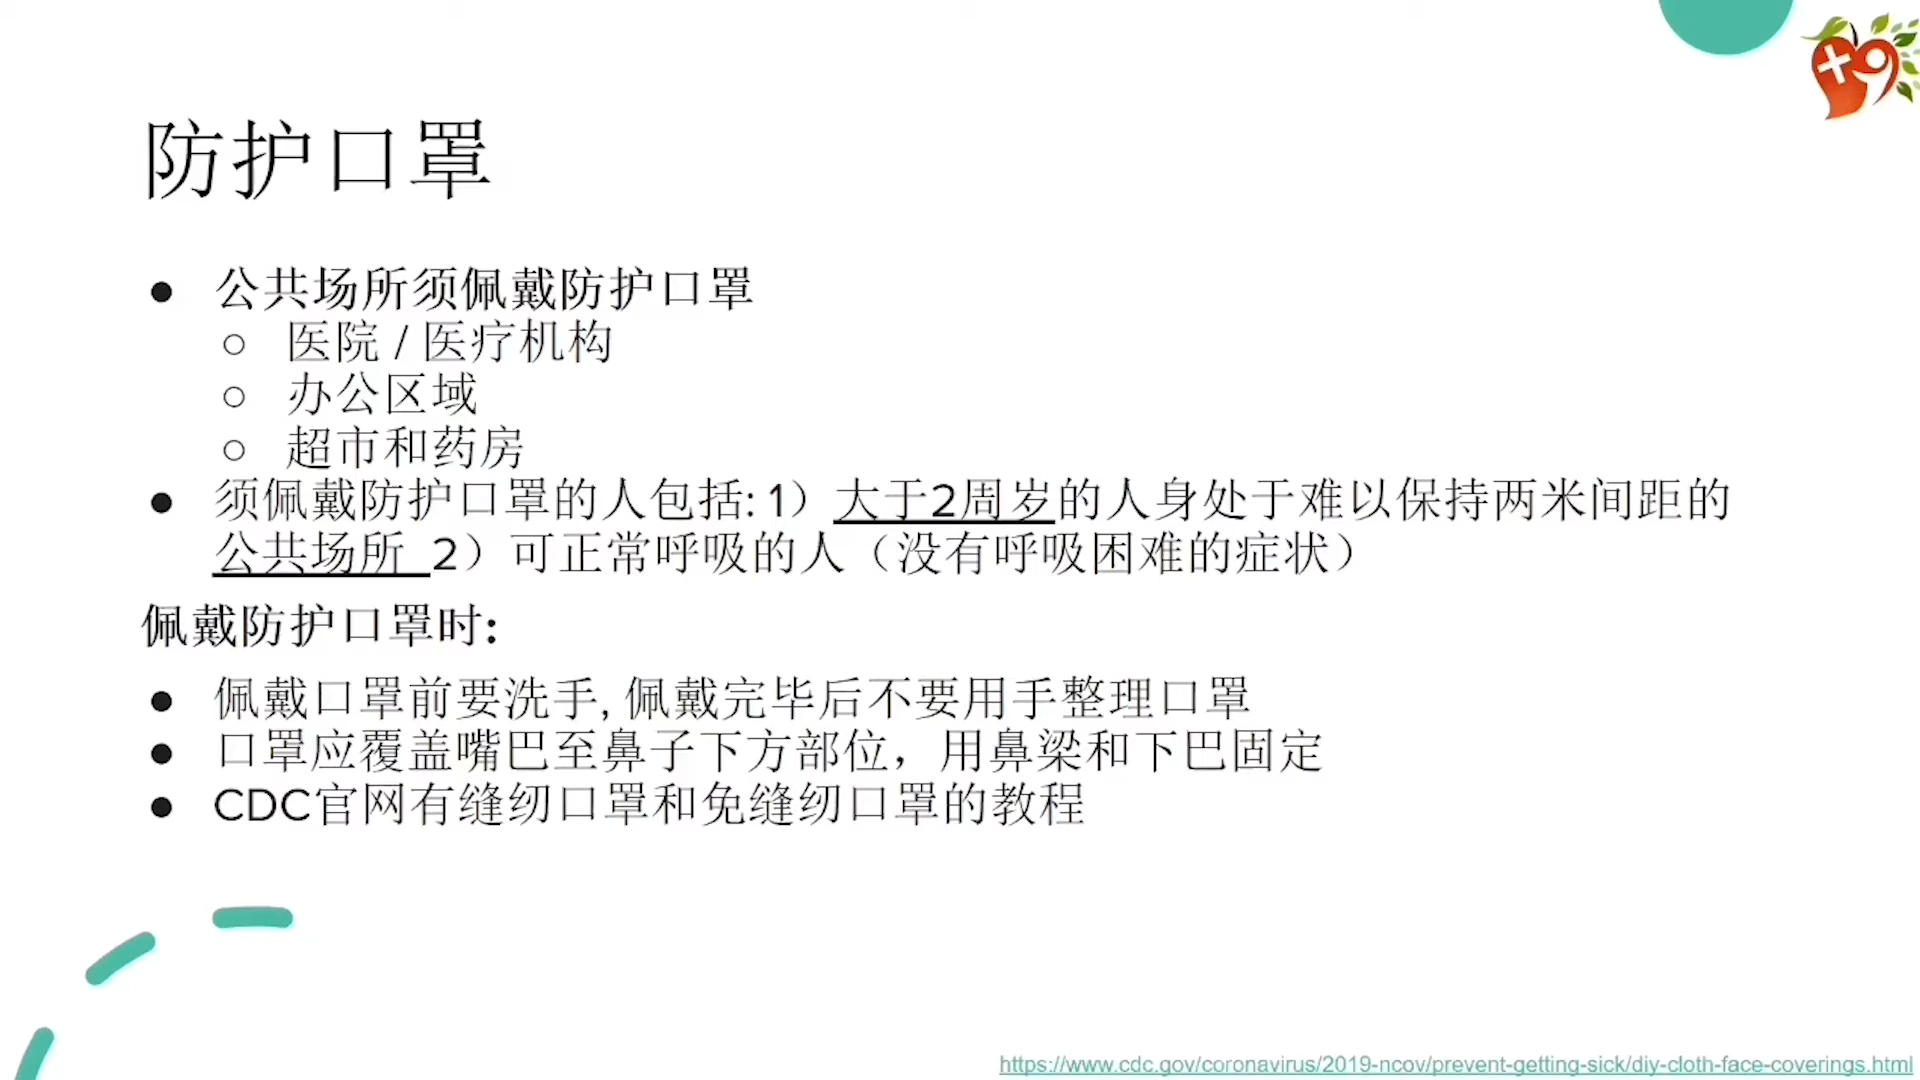 防护口罩
● 公共场所须佩戴防护口罩
○ 医院 / 医疗机构
○ 办公区域
○ 超市和药房
● 须佩戴防护口罩的人包括: 1）大于2周岁的人身处于难以保持两米间距的
公共场所 2）可正常呼吸的人（没有呼吸困难的症状）
佩戴防护口罩时:
● 佩戴口罩前要洗手, 佩戴完毕后不要用手整理口罩
● 口罩应覆盖嘴巴至鼻子下方部位，用鼻梁和下巴固定
● CDC官网有缝纫口罩和免缝纫口罩的教程
https://www.cdc.gov/coronavirus/2019-ncov/prevent-getting-sick/diy-cloth-face-coverings.html